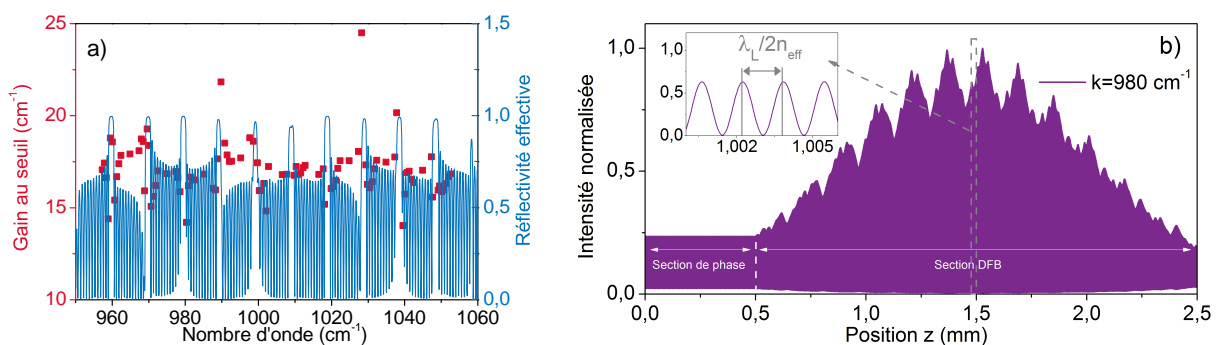 a)
Gain au seuil (cm-1)
25
20
15
10
950 960 980 1000 1020 1040 1060
Nombre d'onde (cm-1)
1,5
1,0
0,5
0,0
Réflectivité effective
b)
Intensité normalisée
1,0
0,5
0,0
0,0 0,5 1,0 1,5 2,0 2,5
Position z (mm)
k=980 cm-1
λL/2neff
1,0
0,5
0,0
1,002 1,005
Section de phase
Section DFB